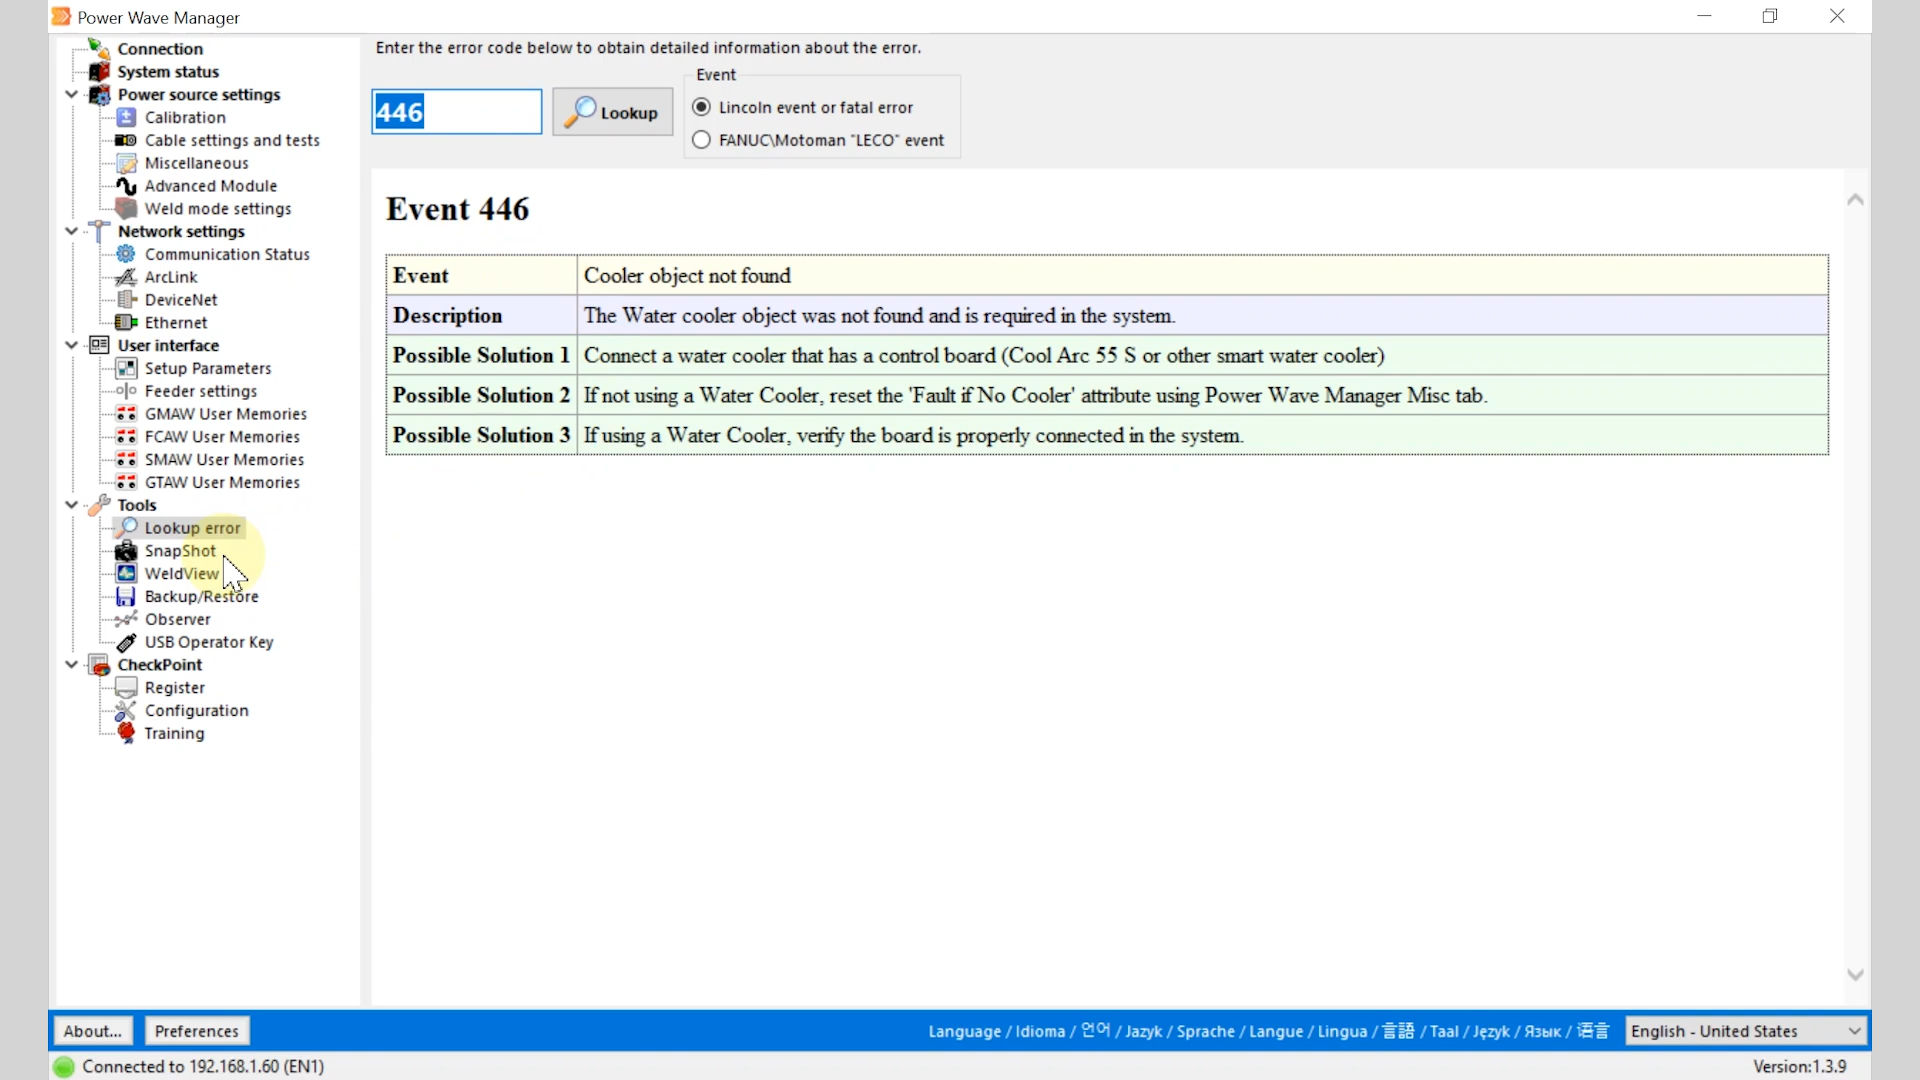 Power Wave Manager
Connection
System status
Power source settings
Calibration
Cable settings and tests
Miscellaneous
Advanced Module
Weld mode settings
Network settings
Communication Status
ArcLink
DeviceNet
Ethernet
User interface
Setup Parameters
Feeder settings
GMAW User Memories
FCAW User Memories
SMAW User Memories
GTAW User Memories
Tools
Lookup error
SnapShot
WeldView
Backup/Restore
Observer
USB Operator Key
CheckPoint
Register
Configuration
Training
Enter the error code below to obtain detailed information about the error.
446
Lookup
Event
Lincoln event or fatal error
FANUC\Motoman "LECO" event
Event 446
Event Cooler object not found
Description The Water cooler object was not found and is required in the system.
Possible Solution 1 Connect a water cooler that has a control board (Cool Arc 55 S or other smart water cooler)
Possible Solution 2 If not using a Water Cooler, reset the 'Fault if No Cooler' attribute using Power Wave Manager Misc tab.
Possible Solution 3 If using a Water Cooler, verify the board is properly connected in the system.
About... Preferences Language / Idioma / 언어 / Jazyk / Sprache / Langue / Lingua / 言語 / Taal / Język / Язык / 语言 English - United States
Connected to 192.168.1.60 (EN1) Version:1.3.9